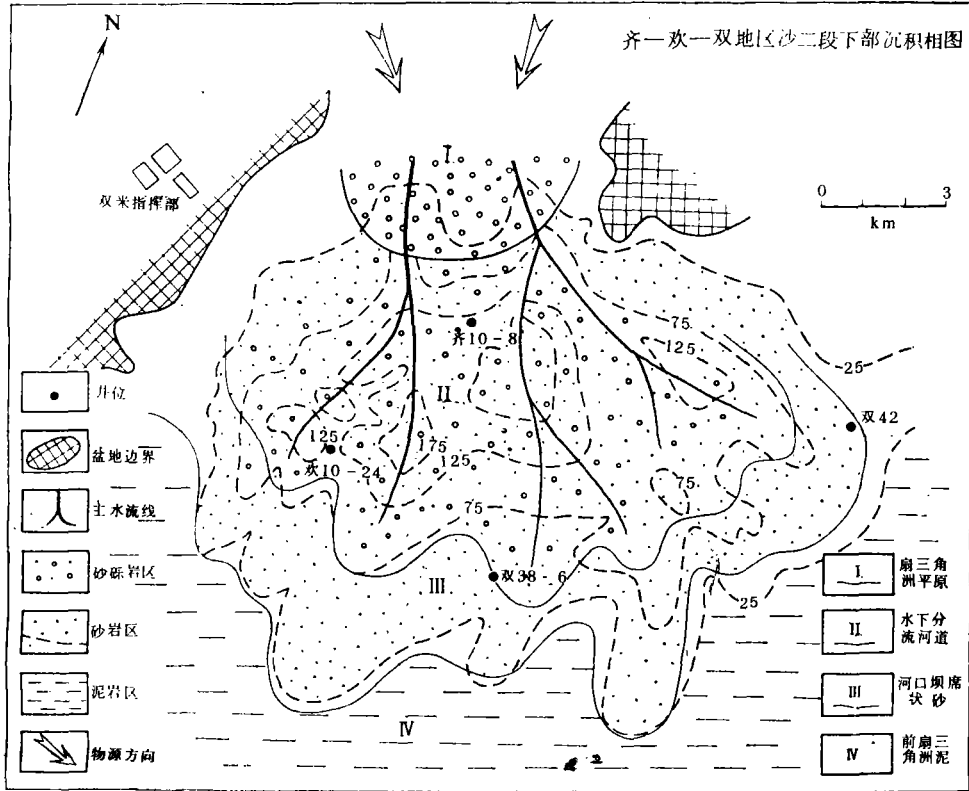 N
齐—欢—双地区沙二段下部沉积相图
双米指挥部
0 3
km
I
齐10-8
II
75
125
25
双42
125
欢10-24
75
25
75
75
双38-6
III
25
IV
井位
盆地边界
主水流线
砂砾岩区
砂岩区
泥岩区
物源方向
I
扇三角
洲平原
II
水下分
流河道
III
河口坝席
状砂
IV
前扇三
角洲泥